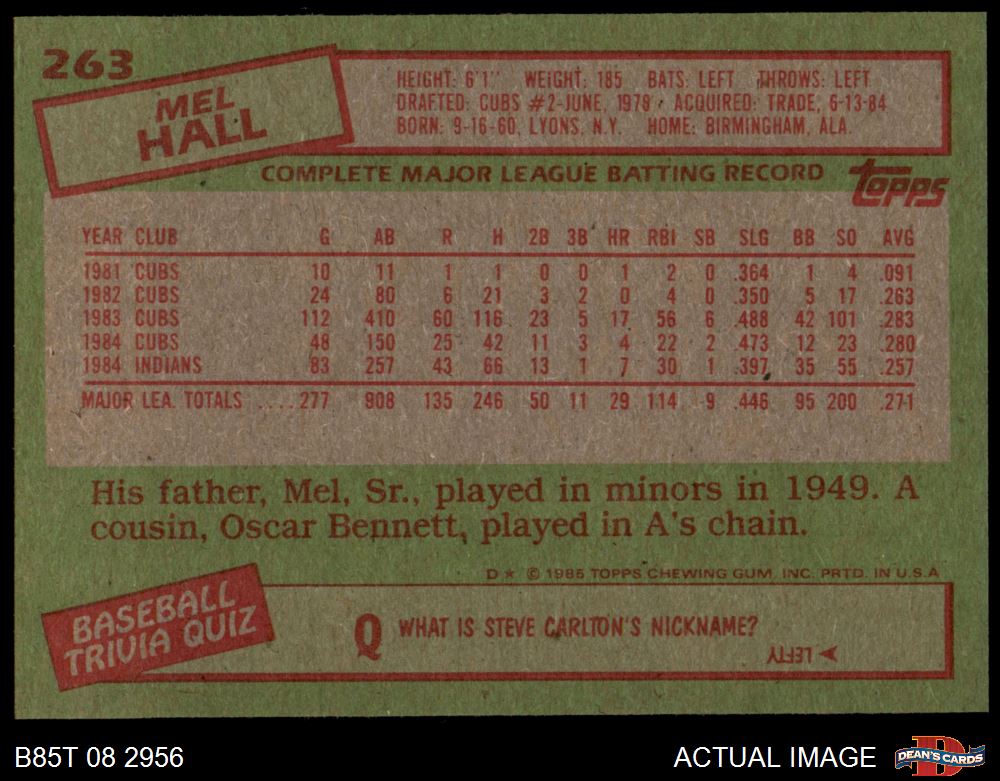 263
MEL
HALL
HEIGHT: 6'1" WEIGHT: 185 BATS: LEFT THROWS: LEFT
DRAFTED: CUBS #2-JUNE, 1978 · ACQUIRED: TRADE, 6-13-84
BORN: 9-16-60, LYONS, N.Y. HOME: BIRMINGHAM, ALA.
COMPLETE MAJOR LEAGUE BATTING RECORD
topps
YEAR CLUB G AB R H 2B 3B HR RBI SB SLG BB SO AVG
1981 CUBS 10 11 1 1 0 0 1 2 0 .364 1 4 .091
1982 CUBS 24 80 6 21 3 2 0 4 0 .350 5 17 .263
1983 CUBS 112 410 60 116 23 5 17 56 6 .488 42 101 .283
1984 CUBS 48 150 25 42 11 3 4 22 2 .473 12 23 .280
1984 INDIANS 83 257 43 66 13 1 7 30 1 .397 35 55 .257
MAJOR LEA. TOTALS ..... 277 908 135 246 50 11 29 114 9 .446 95 200 .271
His father, Mel, Sr., played in minors in 1949. A
cousin, Oscar Bennett, played in A's chain.
D* © 1985 TOPPS CHEWING GUM, INC. PRTD. IN U.S.A
BASEBALL
TRIVIA QUIZ
Q WHAT IS STEVE CARLTON'S NICKNAME?
LEFTY
B85T 08 2956
ACTUAL IMAGE
D
DEAN'S CARDS